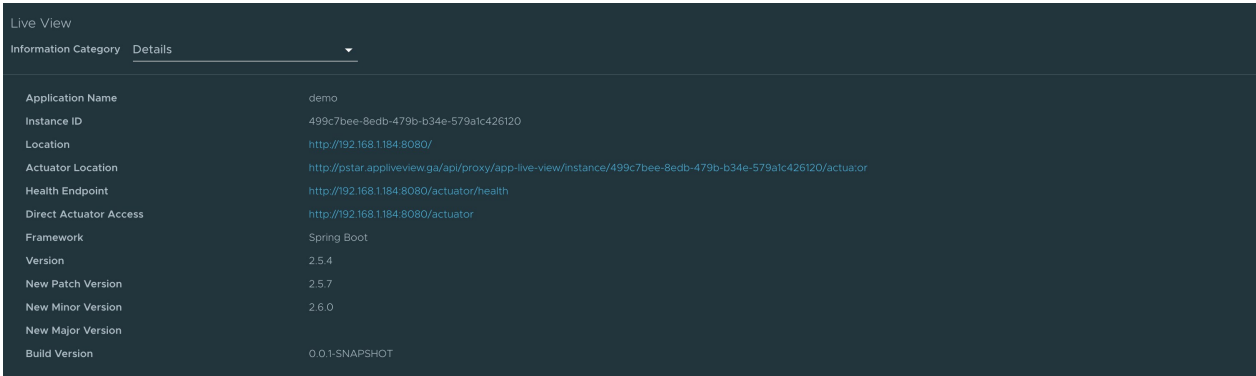 Live View
Information Category Details
Application Name demo
Instance ID 499c7bee-8edb-479b-b34e-579a1c426120
Location http://192.168.1.184:8080/
Actuator Location http://pstar.appliveview.ga/api/proxy/app-live-view/instance/499c7bee-8edb-479b-b34e-579a1c426120/actua:or
Health Endpoint http://192.168.1.184:8080/actuator/health
Direct Actuator Access http://192.168.1.184:8080/actuator
Framework Spring Boot
Version 2.5.4
New Patch Version 2.5.7
New Minor Version 2.6.0
New Major Version
Build Version 0.0.1-SNAPSHOT